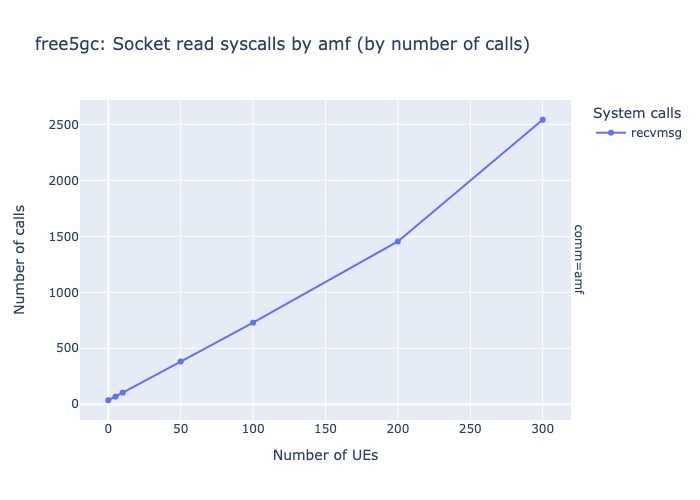 free5gc: Socket read syscalls by amf (by number of calls)
System calls
recvmsg
2500
2000
1500
1000
500
0
Number of calls
comm=amf
0 50 100 150 200 250 300
Number of UEs